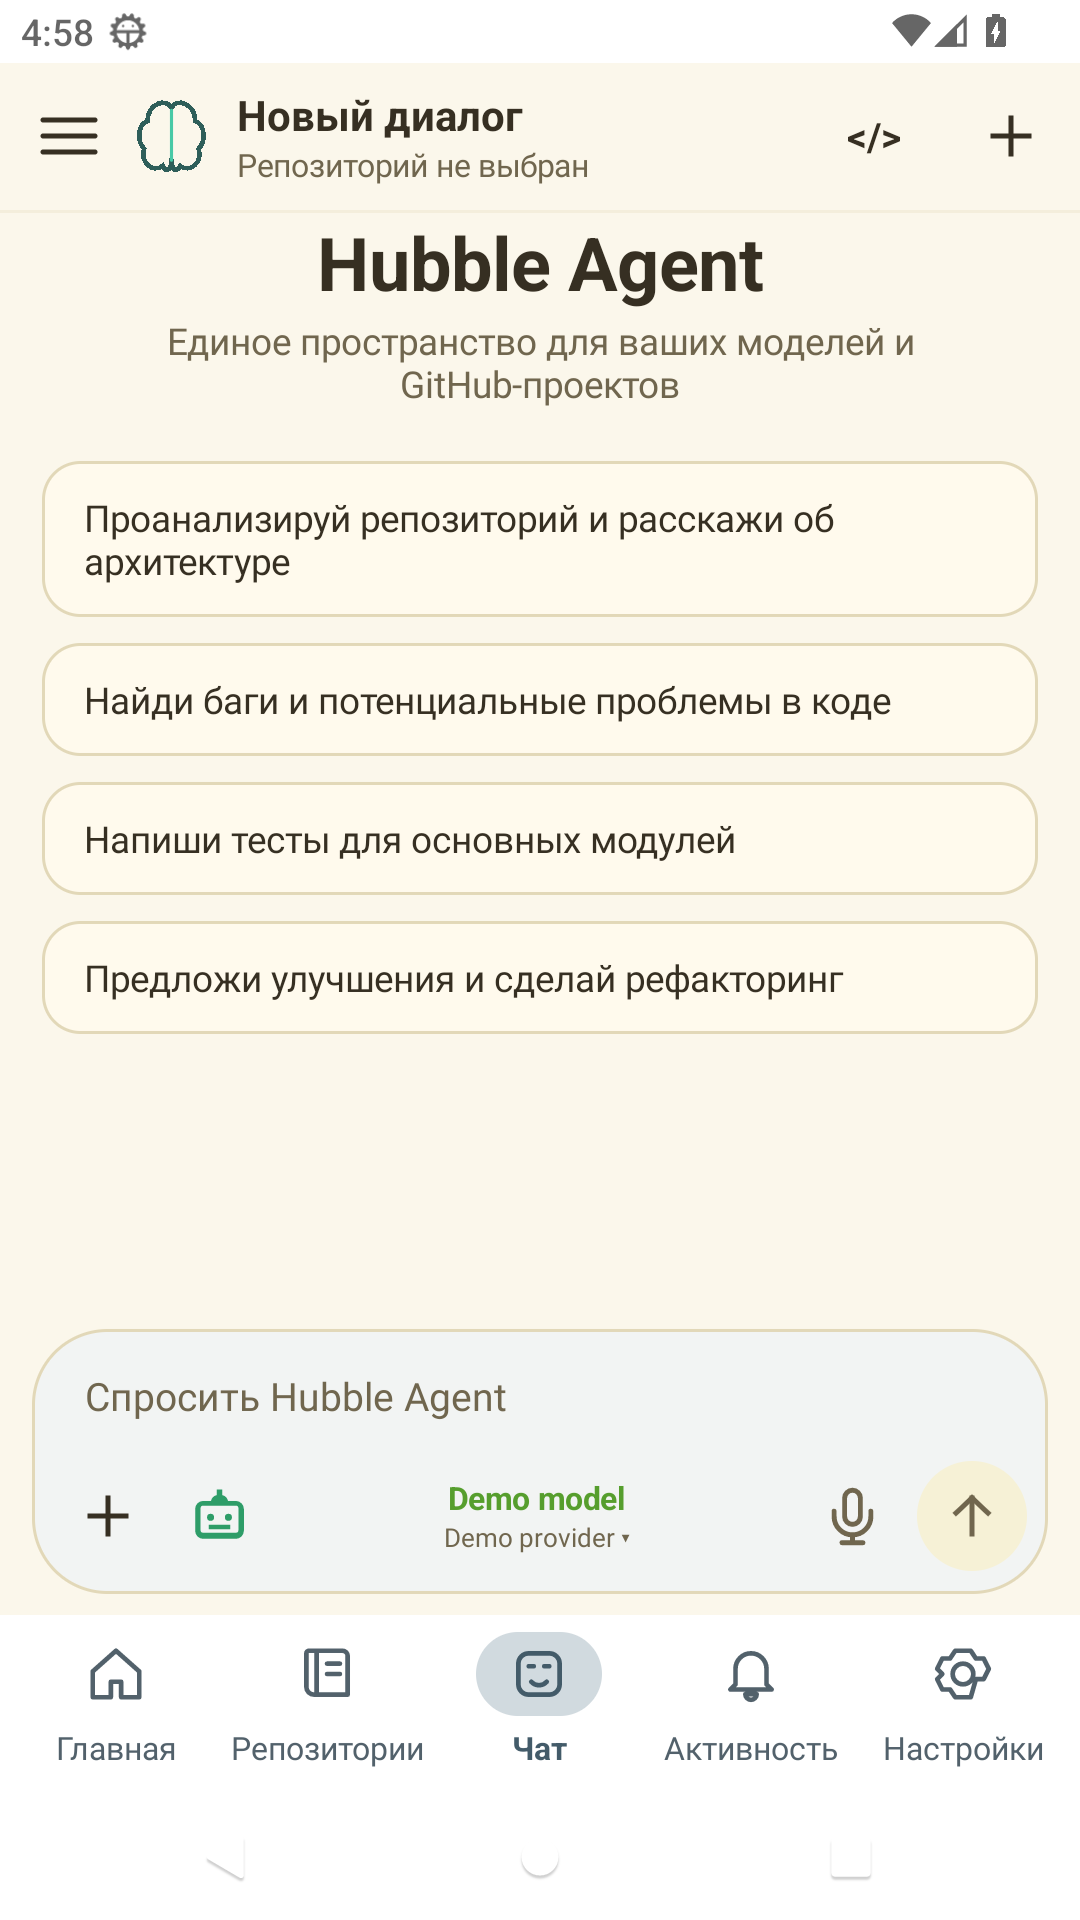 4:58
Новый диалог
Репозиторий не выбран
</>
Hubble Agent
Единое пространство для ваших моделей и
GitHub-проектов
Проанализируй репозиторий и расскажи об
архитектуре
Найди баги и потенциальные проблемы в коде
Напиши тесты для основных модулей
Предложи улучшения и сделай рефакторинг
Спросить Hubble Agent
Demo model
Demo provider ▾
Главная
Репозитории
Чат
Активность
Настройки